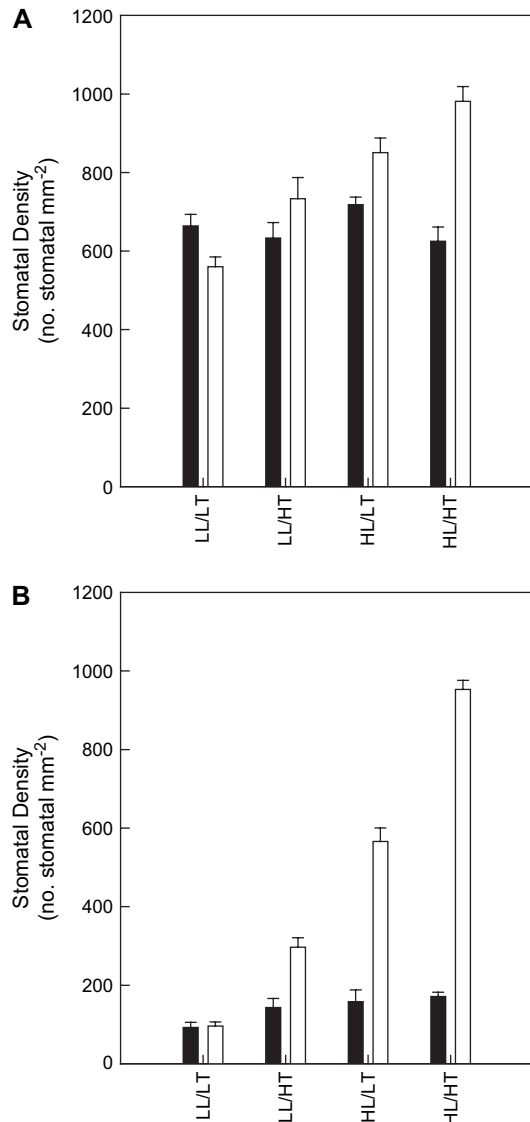 A
1200
1000
800
600
400
200
0
Stomatal Density
(no. stomatal mm-2)
LL/LT
LL/HT
HL/LT
HL/HT
B
1200
1000
800
600
400
200
0
Stomatal Density
(no. stomatal mm-2)
LL/LT
LL/HT
HL/LT
HL/HT